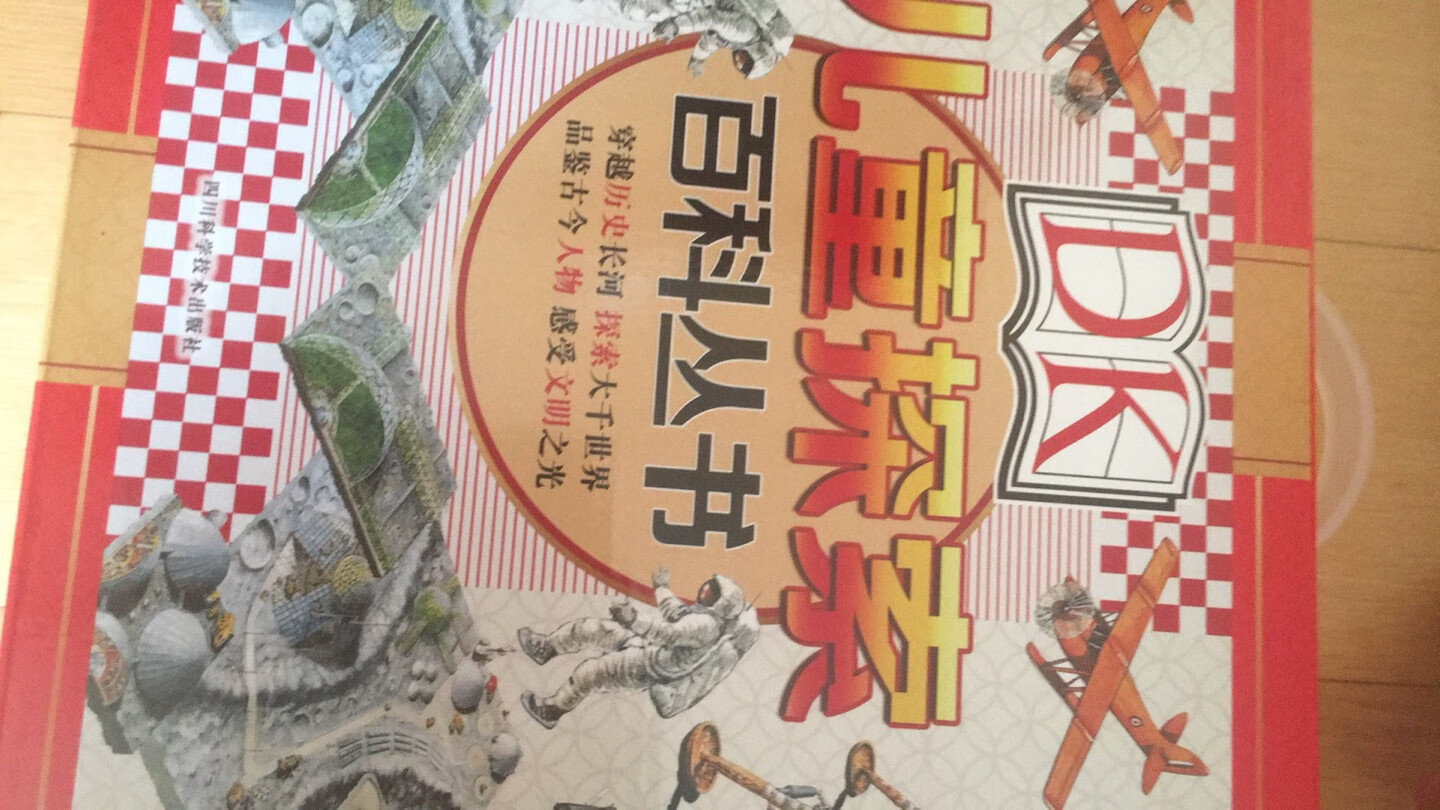 DK
儿童探索
百科丛书
穿越历史长河 探索大千世界
品鉴古今人物 感受文明之光
四川科学技术出版社